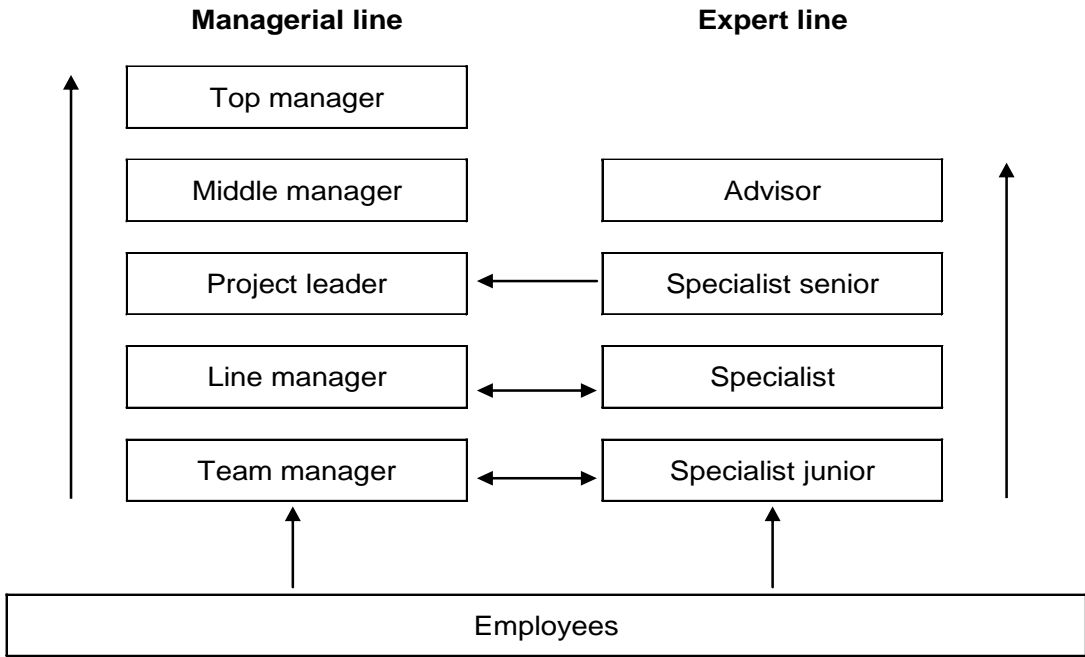 Managerial line
Expert line
Top manager
Middle manager
Advisor
Project leader
Specialist senior
Line manager
Specialist
Team manager
Specialist junior
Employees